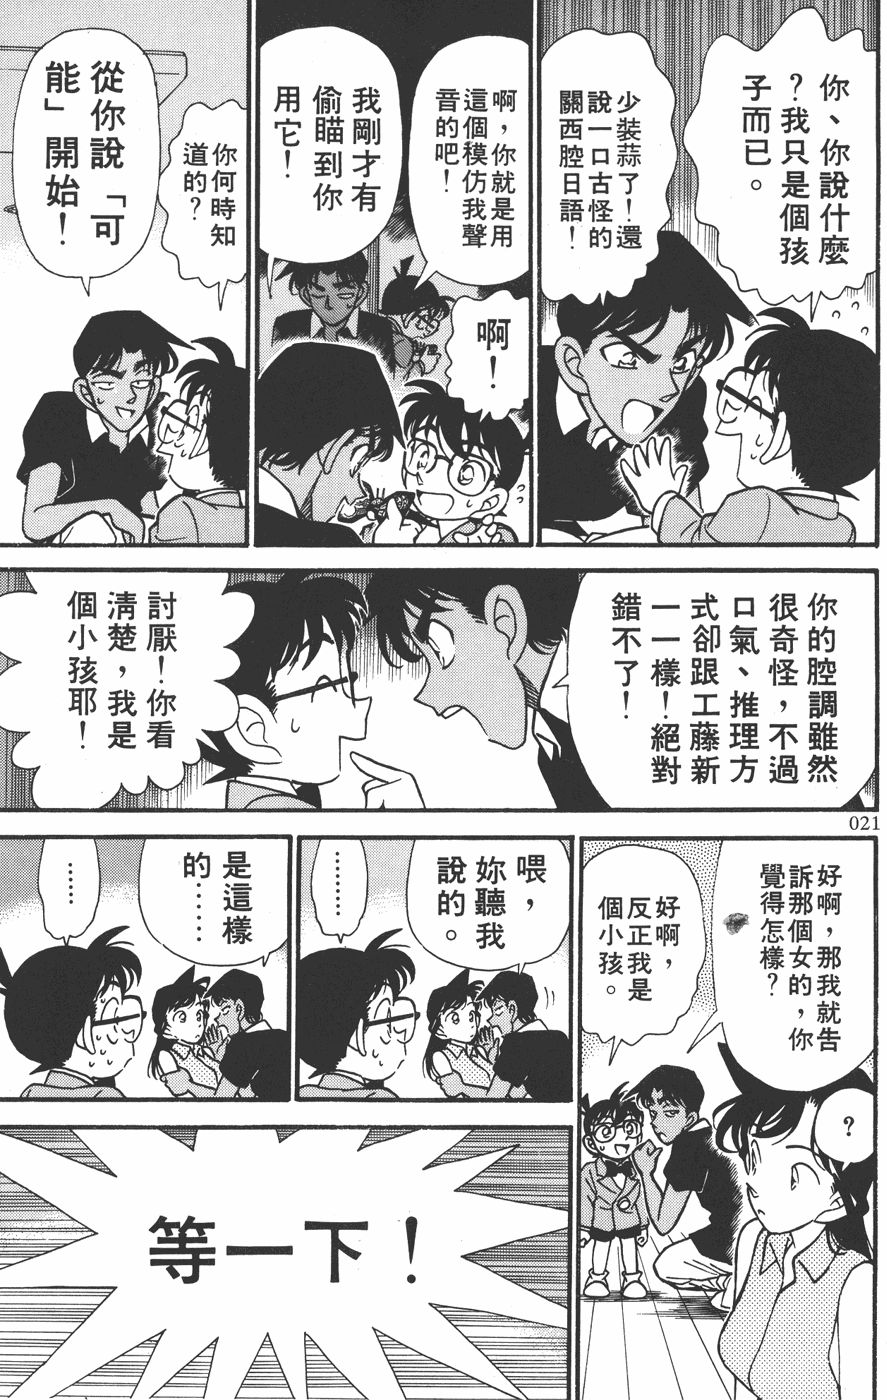 你、你說什麼
？我只是個孩
子而已。
少裝蒜了！還
說一口古怪的
關西腔日語！
啊，你就是用
這個模仿我聲
音的吧！
啊！
我剛才有
偷瞄到你
用它！
你何時知
道的？
從你說「可
能」開始！
你的腔調雖然
很奇怪，不過
口氣、推理方
式卻跟工藤新
一一樣！絕對
錯不了！
討厭！你看
清楚，我是
個小孩耶！
021
好啊，那我就告
訴那個女的，你
覺得怎樣？
好啊，
反正我是
個小孩。
？
喂，
妳聽我
說的。
……
是這樣
的……
……
等一下！